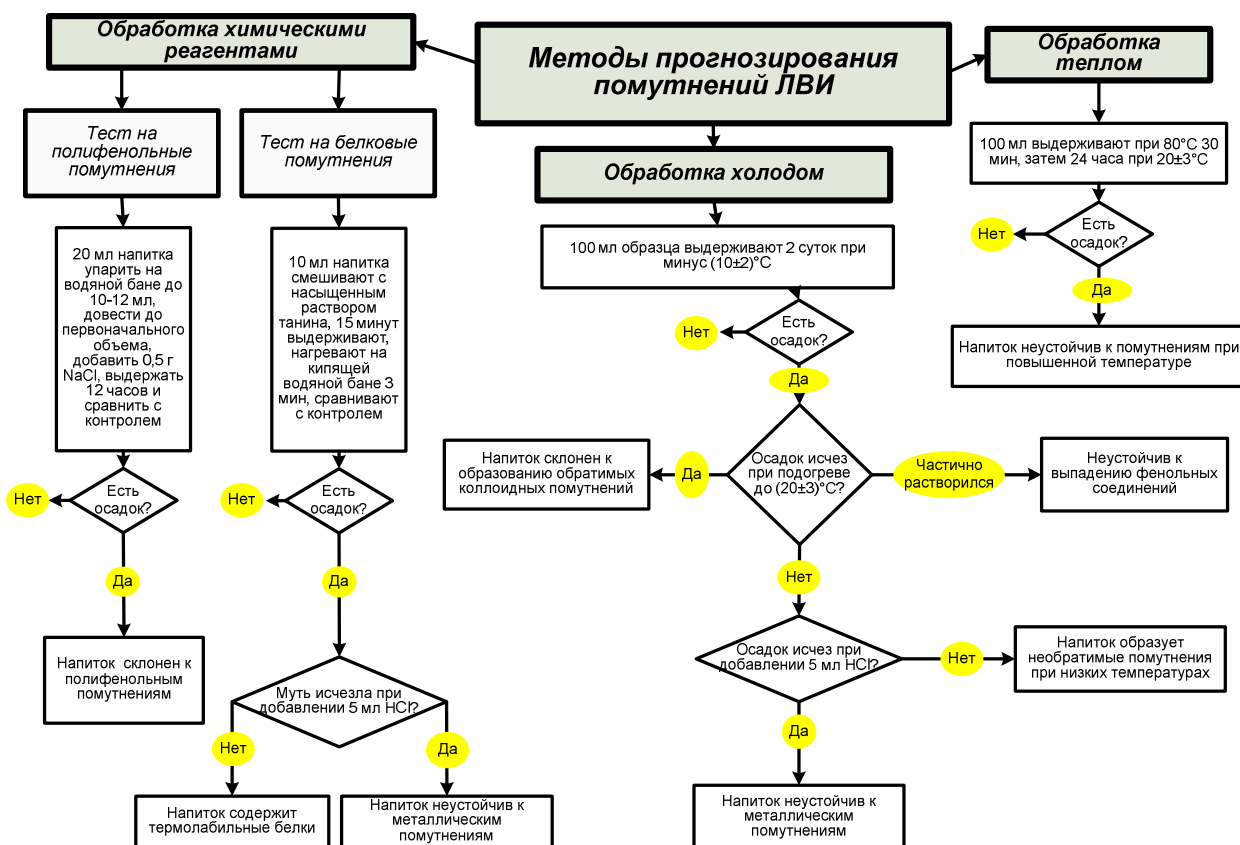 Методы прогнозирования
помутнений ЛВИ
Обработка химическими
реагентами
Тест на
полифенольные
помутнения
20 мл напитка
упарить на
водяной бане до
10-12 мл,
довести до
первоначального
объема,
добавить 0,5 г
NaCl, выдержать
12 часов и
сравнить с
контролем
Есть
осадок?
Нет
Да
Напиток склонен к
полифенольным
помутнениям
Тест на белковые
помутнения
10 мл напитка
смешивают с
насыщенным
раствором
танина, 15 минут
выдерживают,
нагревают на
кипящей
водяной бане 3
мин, сравнивают
с контролем
Есть
осадок?
Нет
Да
Муть исчезла при
добавлении 5 мл HCl?
Нет
Да
Напиток содержит
термолабильные белки
Напиток неустойчив к
металлическим
помутнениям
Обработка холодом
100 мл образца выдерживают 2 суток при
минус (10±2)°С
Есть
осадок?
Нет
Да
Осадок исчез
при подогреве
до (20±3)°С?
Да
Напиток склонен к
образованию обратимых
коллоидных помутнений
Частично
растворился
Неустойчив к
выпадению фенольных
соединений
Нет
Осадок исчез при
добавлении 5 мл HCl?
Нет
Напиток образует
необратимые помутнения
при низких температурах
Да
Напиток неустойчив к
металлическим
помутнениям
Обработка
теплом
100 мл выдерживают при 80°С 30
мин, затем 24 часа при 20±3°С
Есть
осадок?
Нет
Да
Напиток неустойчив к помутнениям при
повышенной температуре